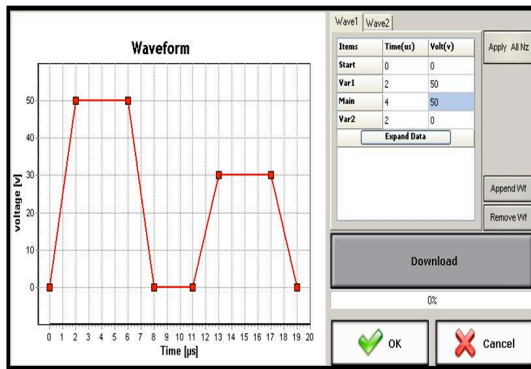 Waveform
50
40
30
20
10
0
voltage [v]
0 1 2 3 4 5 6 7 8 9 10 11 12 13 14 15 16 17 18 19 20
Time [µs]
Wave1 Wave2
Items Time(us) Volt(v)
Start 0 0
Var1 2 50
Main 4 50
Var2 2 0
Expand Data
Apply All Nz
Append Wf
Remove Wf
Download
0%
OK Cancel